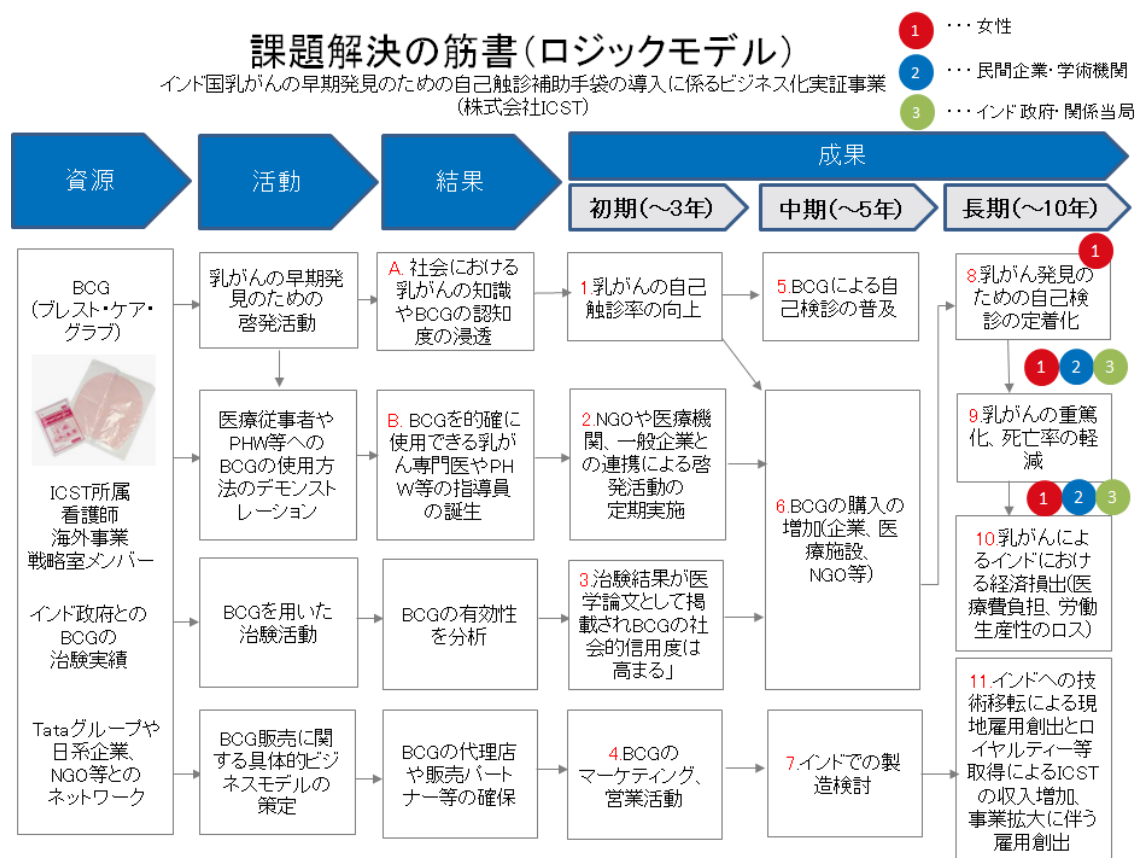 課題解決の筋書(ロジックモデル)
インド国乳がんの早期発見のための自己触診補助手袋の導入に係るビジネス化実証事業
(株式会社ICST)
1 ・・・女性
2 ・・・民間企業・学術機関
3 ・・・インド政府・関係当局
資源
活動
結果
成果
初期(~3年)
中期(~5年)
長期(~10年)
BCG
(ブレスト・ケア・
グラブ)
ICST所属
看護師
海外事業
戦略室メンバー
インド政府との
BCGの
治験実績
Tataグループや
日系企業、
NGO等との
ネットワーク
乳がんの早期発
見のための
啓発活動
医療従事者や
PHW等への
BCGの使用方
法のデモンスト
レーション
BCGを用いた
治験活動
BCG販売に関
する具体的ビジ
ネスモデルの
策定
A. 社会における
乳がんの知識
やBCGの認知
度の浸透
B. BCGを的確に
使用できる乳が
ん専門医やPH
W等の指導員
の誕生
BCGの有効性
を分析
BCGの代理店
や販売パート
ナー等の確保
1.乳がんの自己
触診率の向上
2.NGOや医療機
関、一般企業と
の連携による啓
発活動の
定期実施
3.治験結果が医
学論文として掲
載されBCGの社
会的信用度は
高まる」
4.BCGの
マーケティング、
営業活動
5.BCGによる自
己検診の普及
6.BCGの購入の
増加(企業、医
療施設、
NGO等)
7.インドでの製
造検討
1
8.乳がん発見の
ための自己検
診の定着化
1 2 3
9.乳がんの重篤
化、死亡率の軽
減
1 2 3
10.乳がんによ
るインドにおけ
る経済損出(医
療費負担、労働
生産性のロス)
11.インドへの技
術移転による現
地雇用創出とロ
イヤルティー等
取得によるICST
の収入増加、
事業拡大に伴う
雇用創出